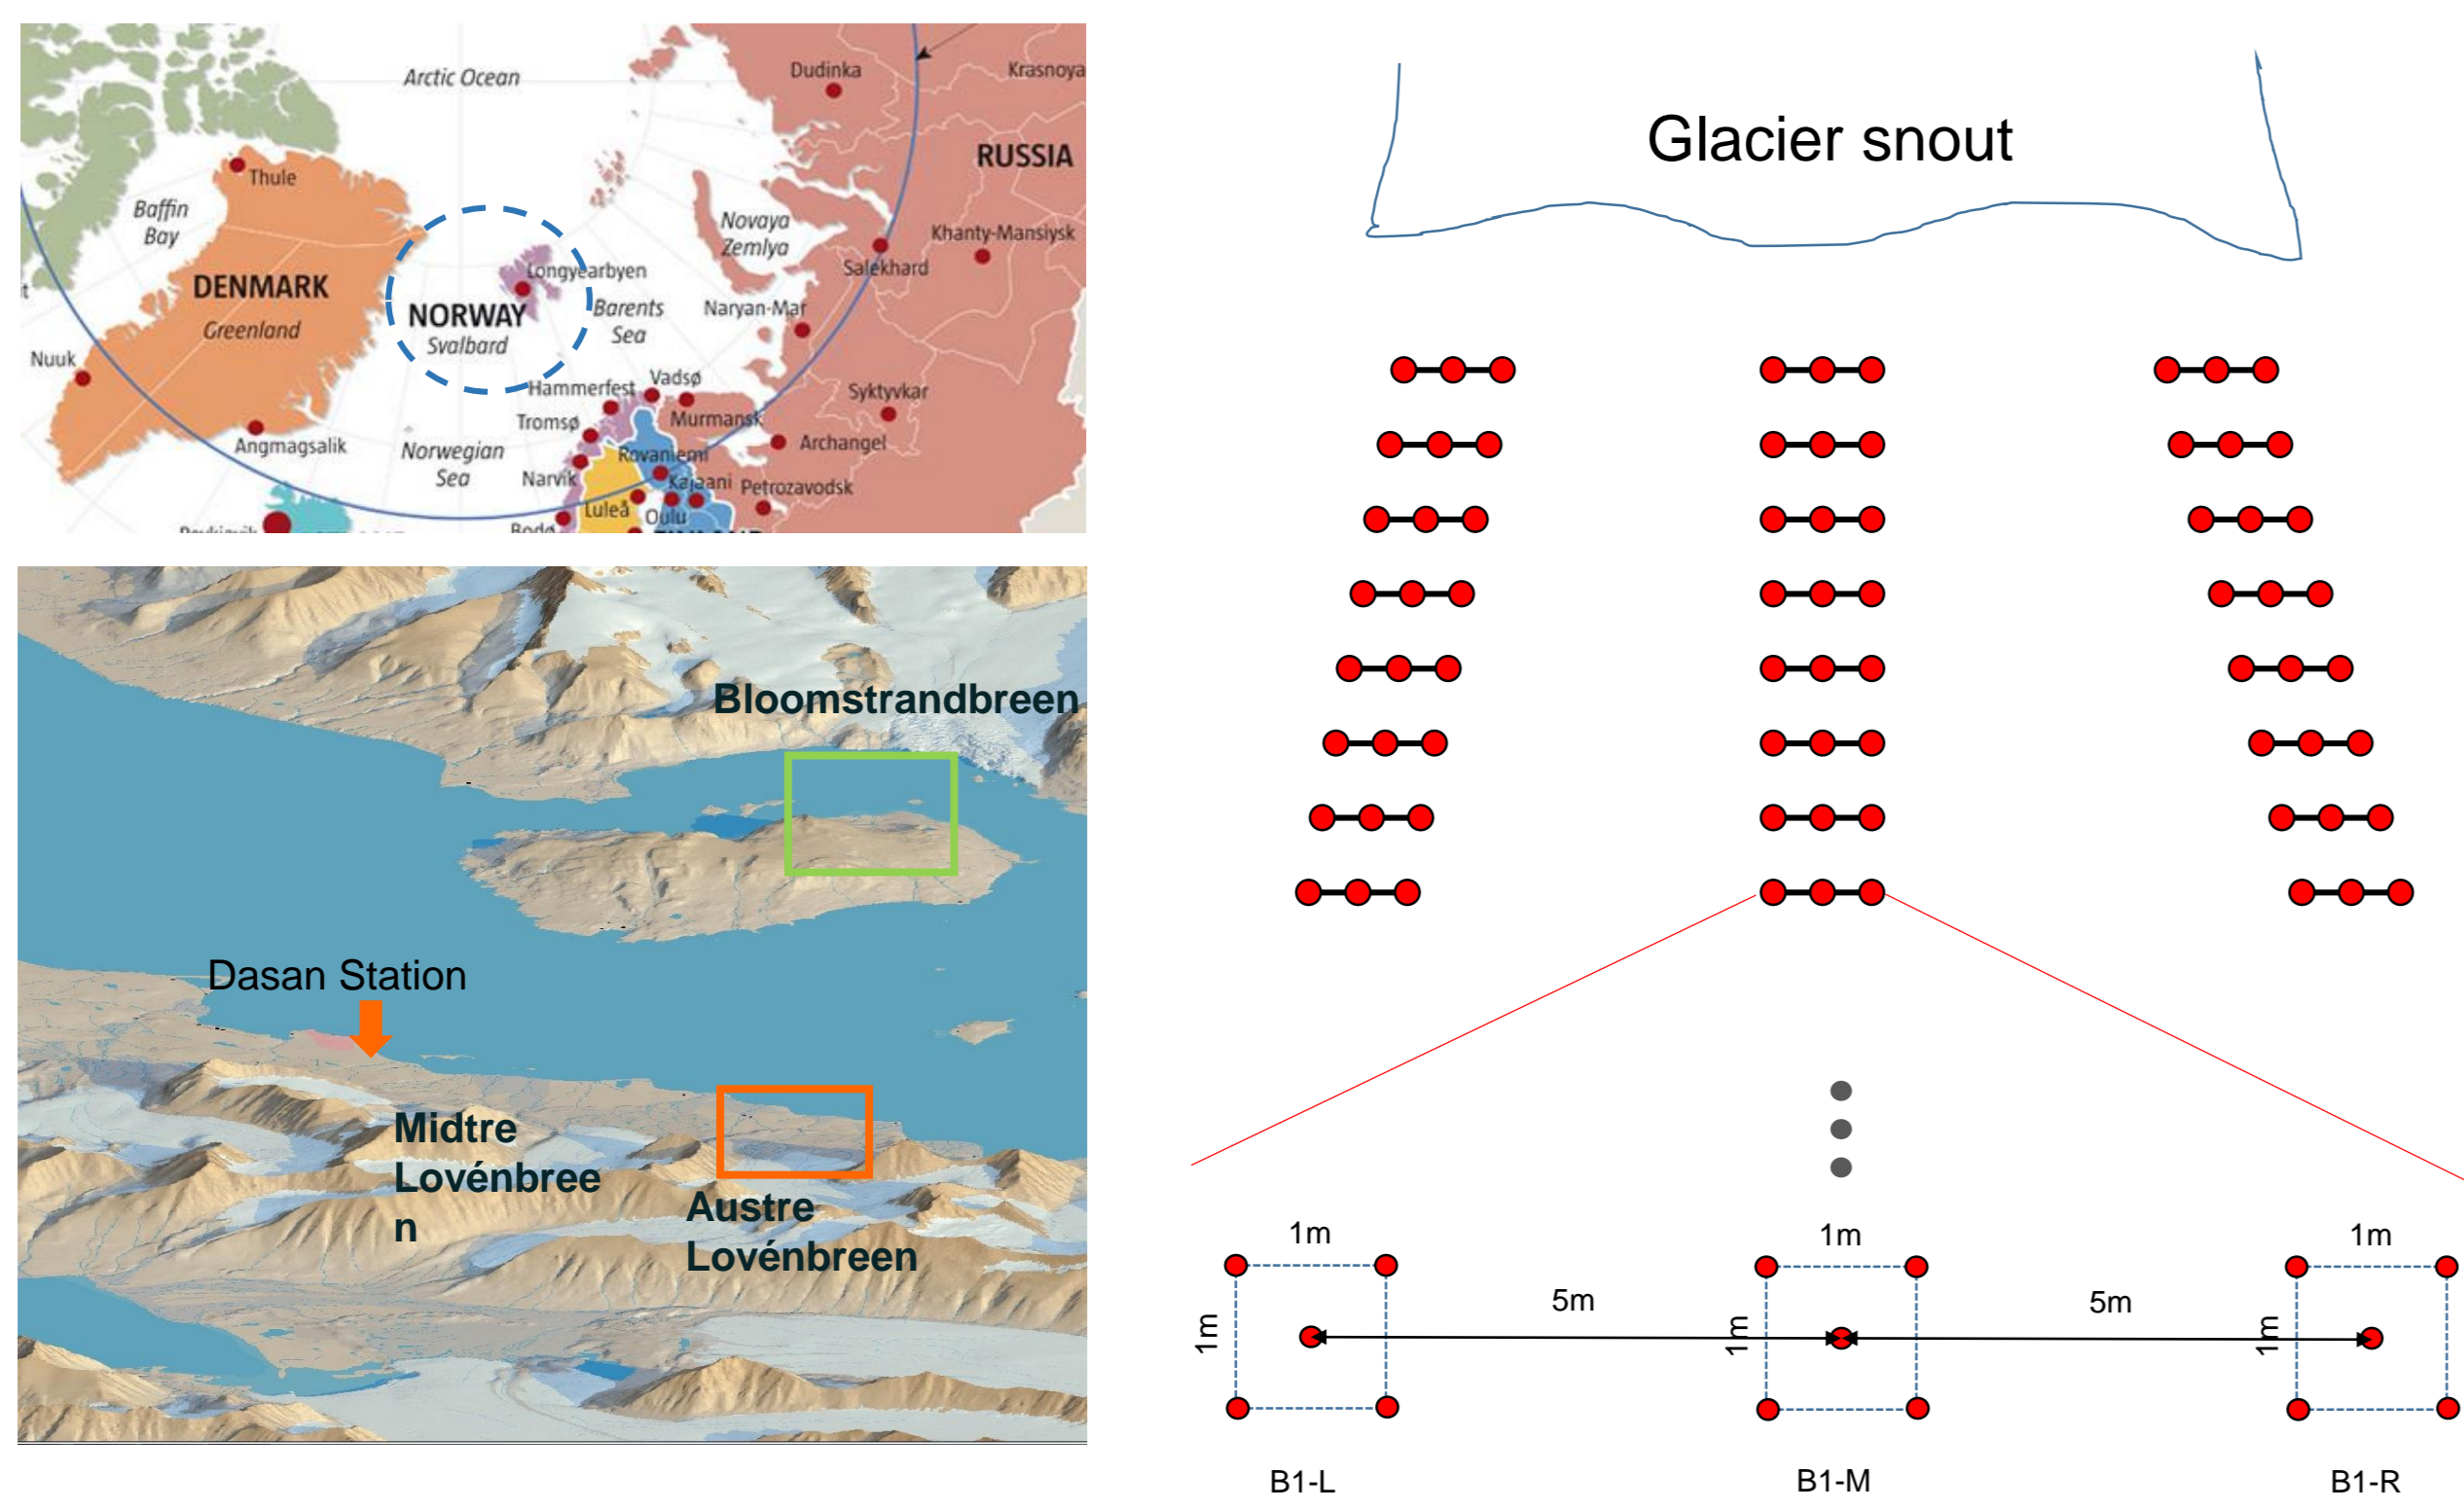 Arctic Ocean
Dudinka
Krasnoya
RUSSIA
Thule
Baffin
Bay
Novaya
Zemlya
Khanty-Mansiysk
Salekhard
DENMARK
Greenland
Longyearbyen
NORWAY
Svalbard
Barents
Sea
Naryan-Mar
Nuuk
Hammerfest
Vadsø
Syktyvkar
Tromsø
Murmansk
Angmagsalik
Norwegian
Sea
Archangel
Rovaniemi
Narvik
Kajaani
Petrozavodsk
Luleå
Oulu
Bodø
Bloomstrandbreen
Dasan Station
Midtre
Lovénbree
n
Austre
Lovénbreen
Glacier snout
1m
1m
1m
5m
5m
1m
1m
1m
B1-L
B1-M
B1-R